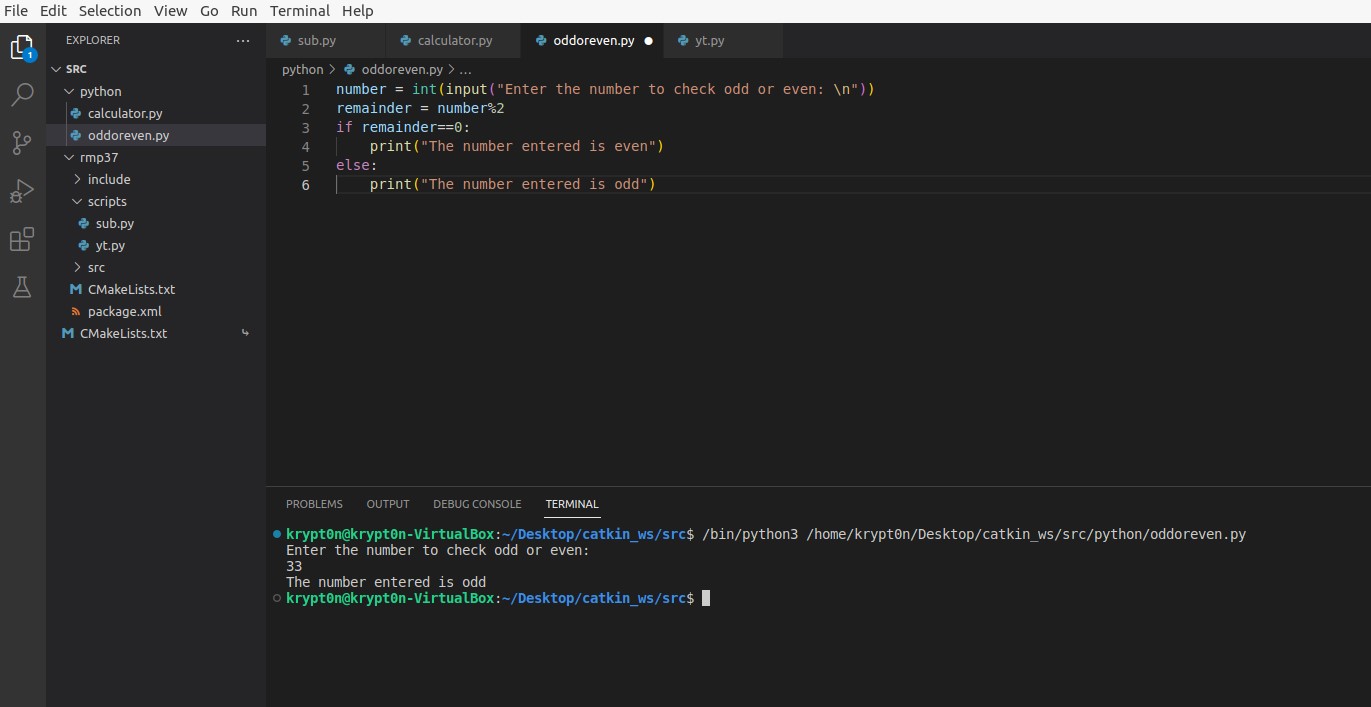 File Edit Selection View Go Run Terminal Help
1
EXPLORER ...
SRC
python
calculator.py
oddoreven.py
rmp37
include
scripts
sub.py
yt.py
src
CMakeLists.txt
package.xml
CMakeLists.txt
sub.py calculator.py oddoreven.py yt.py
python > oddoreven.py > ...
1 number = int(input("Enter the number to check odd or even: \n"))
2 remainder = number%2
3 if remainder==0:
4     print("The number entered is even")
5 else:
6     print("The number entered is odd")
PROBLEMS OUTPUT DEBUG CONSOLE TERMINAL
krypt0n@krypt0n-VirtualBox:~/Desktop/catkin_ws/src$ /bin/python3 /home/krypt0n/Desktop/catkin_ws/src/python/oddoreven.py
Enter the number to check odd or even:
33
The number entered is odd
krypt0n@krypt0n-VirtualBox:~/Desktop/catkin_ws/src$